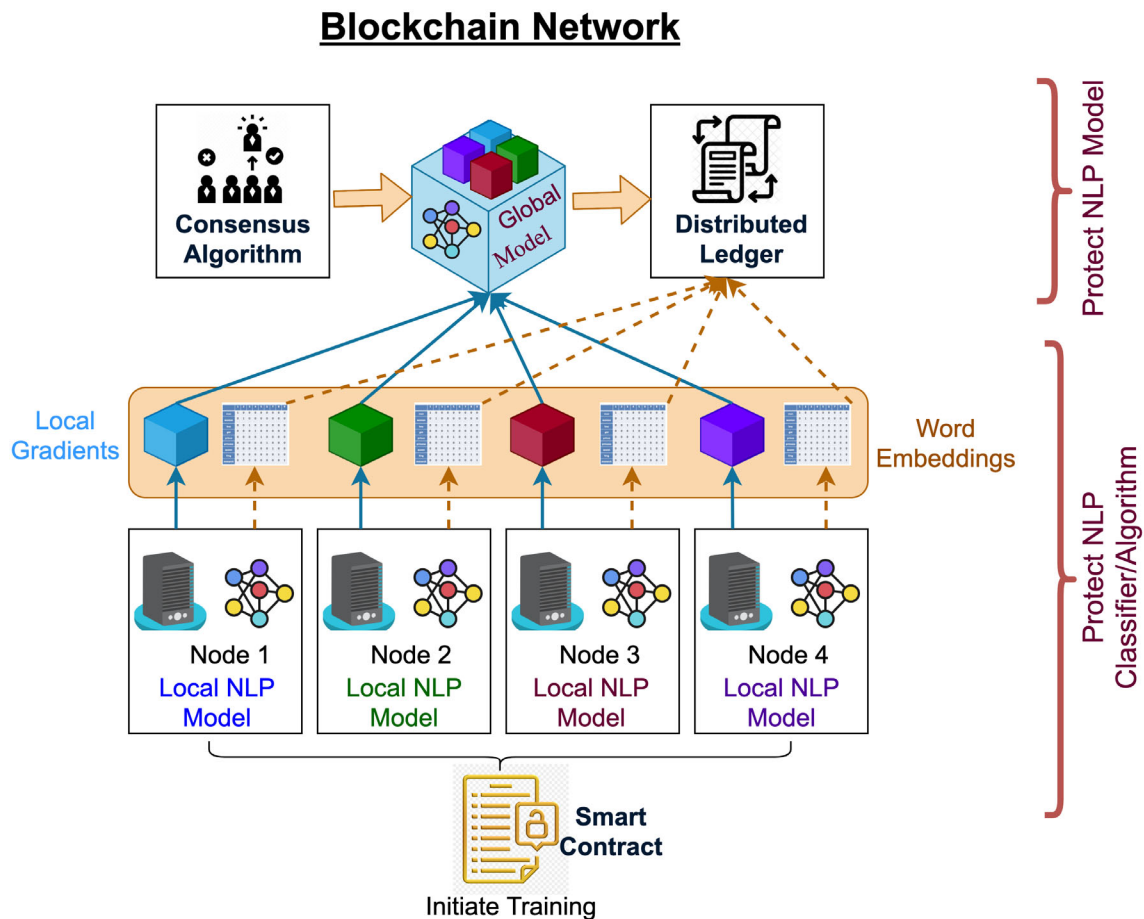 Blockchain Network
Consensus
Algorithm
Global
Model
Distributed
Ledger
Protect NLP Model
Local
Gradients
Word
Embeddings
Node 1
Local NLP
Model
Node 2
Local NLP
Model
Node 3
Local NLP
Model
Node 4
Local NLP
Model
Protect NLP
Classifier/Algorithm
Smart
Contract
Initiate Training